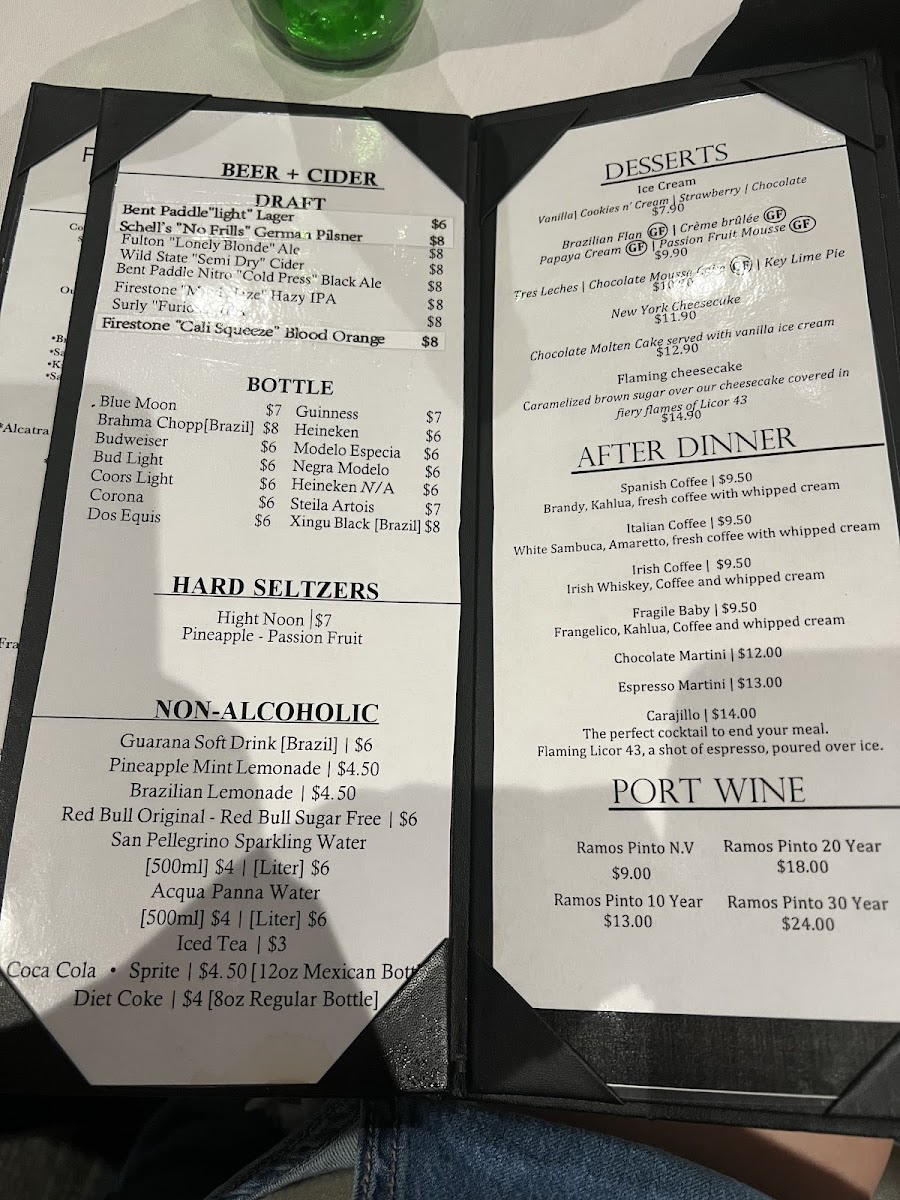 F
Co
S
Ou
•Br
•Sa
•K
•Sa
*Alcatra
Fra
BEER + CIDER
DRAFT
Bent Paddle"light" Lager $6
Schell's "No Frills" German Pilsner $8
Fulton "Lonely Blonde" Ale $8
Wild State "Semi Dry" Cider $8
Bent Paddle Nitro "Cold Press" Black Ale $8
Firestone Hazy IPA $8
Surly $8
Firestone "Cali Squeeze" Blood Orange $8
BOTTLE
Blue Moon $7 Guinness $7
Brahma Chopp[Brazil] $8 Heineken $6
Budweiser $6 Modelo Especia $6
Bud Light $6 Negra Modelo $6
Coors Light $6 Heineken N/A $6
Corona $6 Steila Artois $7
Dos Equis $6 Xingu Black [Brazil] $8
HARD SELTZERS
Hight Noon |$7
Pineapple - Passion Fruit
NON-ALCOHOLIC
Guarana Soft Drink [Brazil] | $6
Pineapple Mint Lemonade | $4.50
Brazilian Lemonade | $4.50
Red Bull Original - Red Bull Sugar Free | $6
San Pellegrino Sparkling Water
[500ml] $4 | [Liter] $6
Acqua Panna Water
[500ml] $4 | [Liter] $6
Iced Tea | $3
Coca Cola • Sprite | $4.50 [12oz Mexican Bott
Diet Coke | $4 [8oz Regular Bottle]
DESSERTS
Ice Cream
Vanilla| Cookies n' Cream | Strawberry | Chocolate
$7.90
Brazilian Flan GF | Crème brûlée GF
Papaya Cream GF | Passion Fruit Mousse GF
$9.90
Tres Leches | Chocolate Mousse Cake GF | Key Lime Pie
New York Cheesecake
$11.90
Chocolate Molten Cake served with vanilla ice cream
$12.90
Flaming cheesecake
Caramelized brown sugar over our cheesecake covered in
fiery flames of Licor 43
$14.90
AFTER DINNER
Spanish Coffee | $9.50
Brandy, Kahlua, fresh coffee with whipped cream
Italian Coffee | $9.50
White Sambuca, Amaretto, fresh coffee with whipped cream
Irish Coffee | $9.50
Irish Whiskey, Coffee and whipped cream
Fragile Baby | $9.50
Frangelico, Kahlua, Coffee and whipped cream
Chocolate Martini | $12.00
Espresso Martini | $13.00
Carajillo | $14.00
The perfect cocktail to end your meal.
Flaming Licor 43, a shot of espresso, poured over ice.
PORT WINE
Ramos Pinto N.V Ramos Pinto 20 Year
$9.00 $18.00
Ramos Pinto 10 Year Ramos Pinto 30 Year
$13.00 $24.00